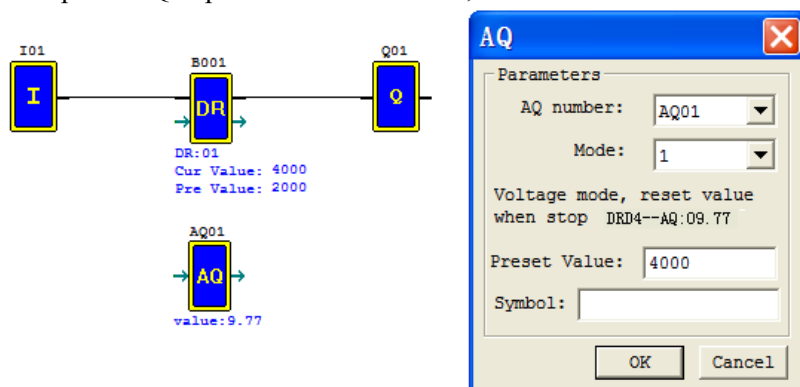 I01
I
B001
DR
Q01
Q
DR:01
Cur Value: 4000
Pre Value: 2000
AQ01
AQ
value:9.77
AQ
Parameters
AQ number: AQ01
Mode: 1
Voltage mode, reset value
when stop DRD4--AQ:09.77
Preset Value: 4000
Symbol:
OK Cancel